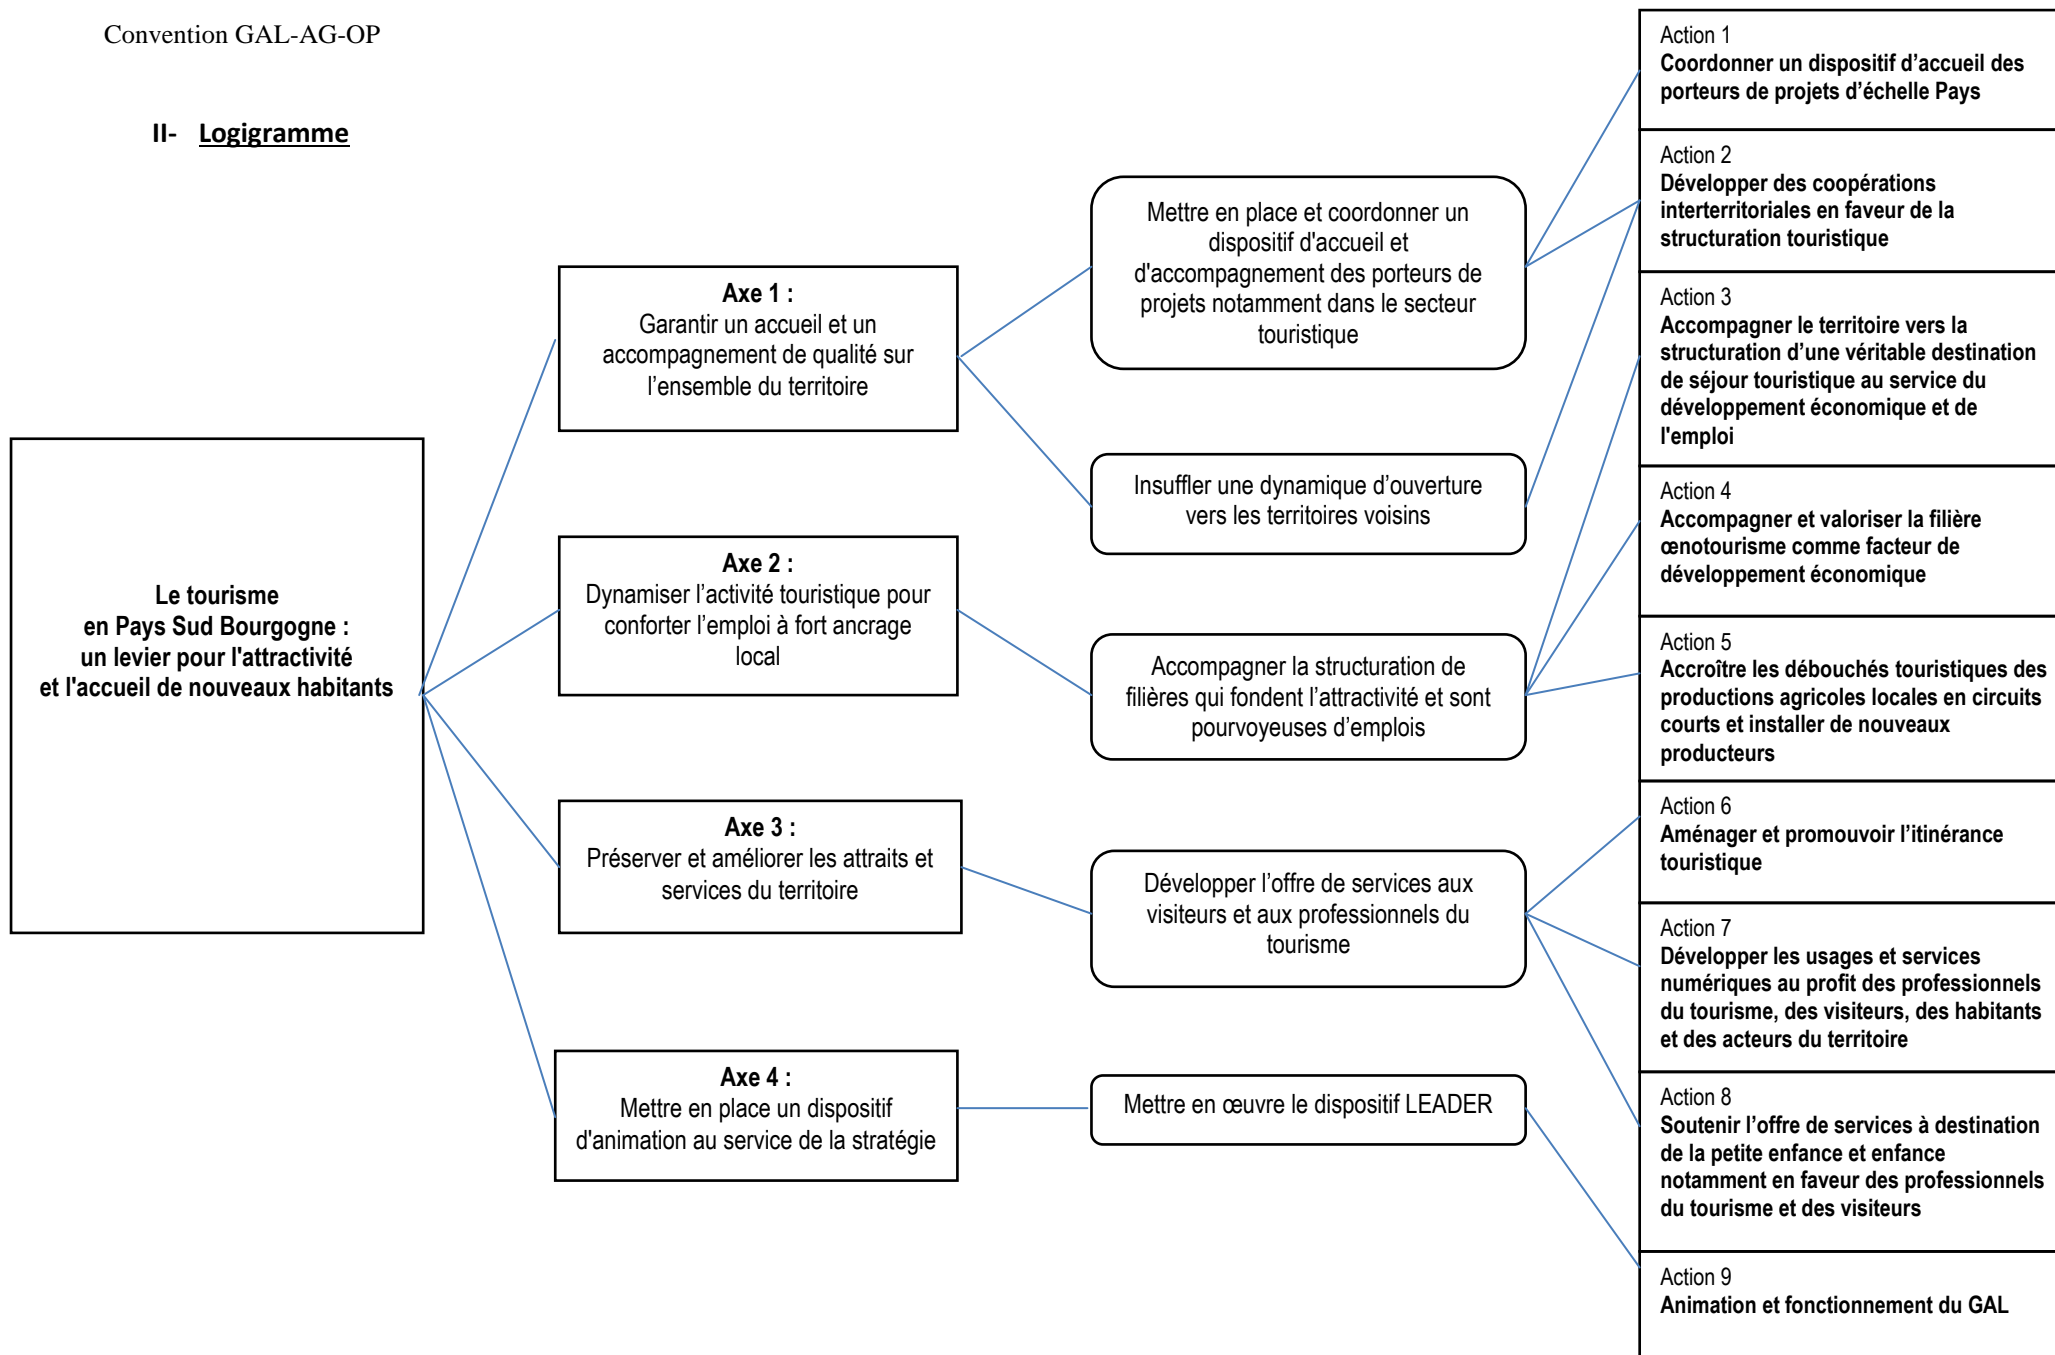 Convention GAL-AG-OP
II- Logigramme
Le tourisme
en Pays Sud Bourgogne :
un levier pour l'attractivité
et l'accueil de nouveaux habitants
Axe 1 :
Garantir un accueil et un
accompagnement de qualité sur
l’ensemble du territoire
Axe 2 :
Dynamiser l’activité touristique pour
conforter l’emploi à fort ancrage
local
Axe 3 :
Préserver et améliorer les attraits et
services du territoire
Axe 4 :
Mettre en place un dispositif
d'animation au service de la stratégie
Mettre en place et coordonner un
dispositif d'accueil et
d'accompagnement des porteurs de
projets notamment dans le secteur
touristique
Insuffler une dynamique d’ouverture
vers les territoires voisins
Accompagner la structuration de
filières qui fondent l’attractivité et sont
pourvoyeuses d’emplois
Développer l’offre de services aux
visiteurs et aux professionnels du
tourisme
Mettre en œuvre le dispositif LEADER
Action 1
Coordonner un dispositif d’accueil des
porteurs de projets d’échelle Pays
Action 2
Développer des coopérations
interterritoriales en faveur de la
structuration touristique
Action 3
Accompagner le territoire vers la
structuration d’une véritable destination
de séjour touristique au service du
développement économique et de
l'emploi
Action 4
Accompagner et valoriser la filière
œnotourisme comme facteur de
développement économique
Action 5
Accroître les débouchés touristiques des
productions agricoles locales en circuits
courts et installer de nouveaux
producteurs
Action 6
Aménager et promouvoir l’itinérance
touristique
Action 7
Développer les usages et services
numériques au profit des professionnels
du tourisme, des visiteurs, des habitants
et des acteurs du territoire
Action 8
Soutenir l’offre de services à destination
de la petite enfance et enfance
notamment en faveur des professionnels
du tourisme et des visiteurs
Action 9
Animation et fonctionnement du GAL